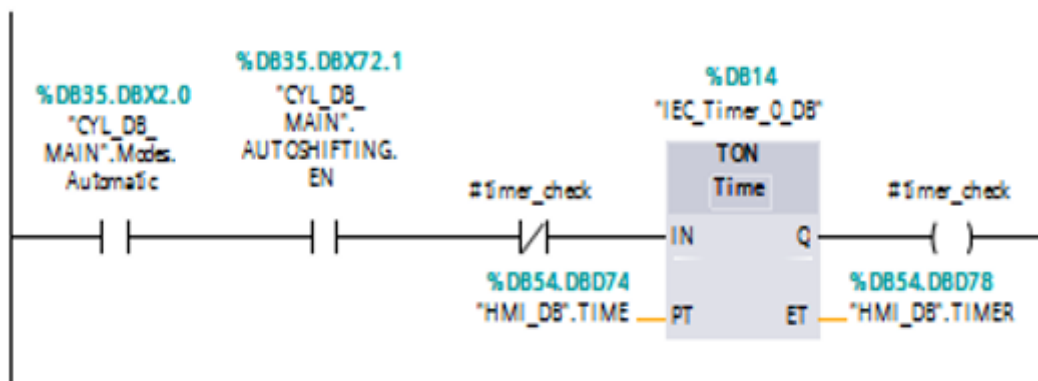 %DB35.DBX2.0
"CYL_DB_
MAIN".Modes.
Automatic
%DB35.DBX72.1
"CYL_DB_
MAIN".
AUTOSHIFTING.
EN
#timer_check
%DB14
"IEC_Timer_0_DB"
TON
Time
IN
Q
#timer_check
%DB54.DBD74
"HMI_DB".TIME
PT
ET
%DB54.DBD78
"HMI_DB".TIMER